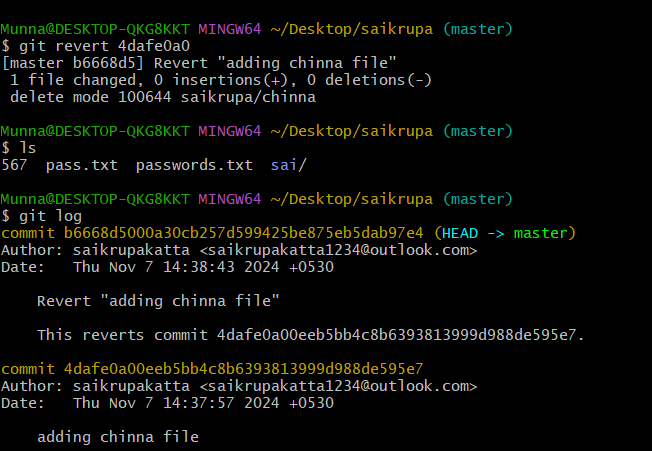 Munna@DESKTOP-QKG8KKT MINGW64 ~/Desktop/saikrupa (master)
$ git revert 4dafe0a0
[master b6668d5] Revert "adding chinna file"
 1 file changed, 0 insertions(+), 0 deletions(-)
 delete mode 100644 saikrupa/chinna
Munna@DESKTOP-QKG8KKT MINGW64 ~/Desktop/saikrupa (master)
$ ls
567  pass.txt  passwords.txt  sai/
Munna@DESKTOP-QKG8KKT MINGW64 ~/Desktop/saikrupa (master)
$ git log
commit b6668d5000a30cb257d599425be875eb5dab97e4 (HEAD -> master)
Author: saikrupakatta <saikrupakatta1234@outlook.com>
Date:   Thu Nov 7 14:38:43 2024 +0530
    Revert "adding chinna file"
    This reverts commit 4dafe0a00eeb5bb4c8b6393813999d988de595e7.
commit 4dafe0a00eeb5bb4c8b6393813999d988de595e7
Author: saikrupakatta <saikrupakatta1234@outlook.com>
Date:   Thu Nov 7 14:37:57 2024 +0530
    adding chinna file